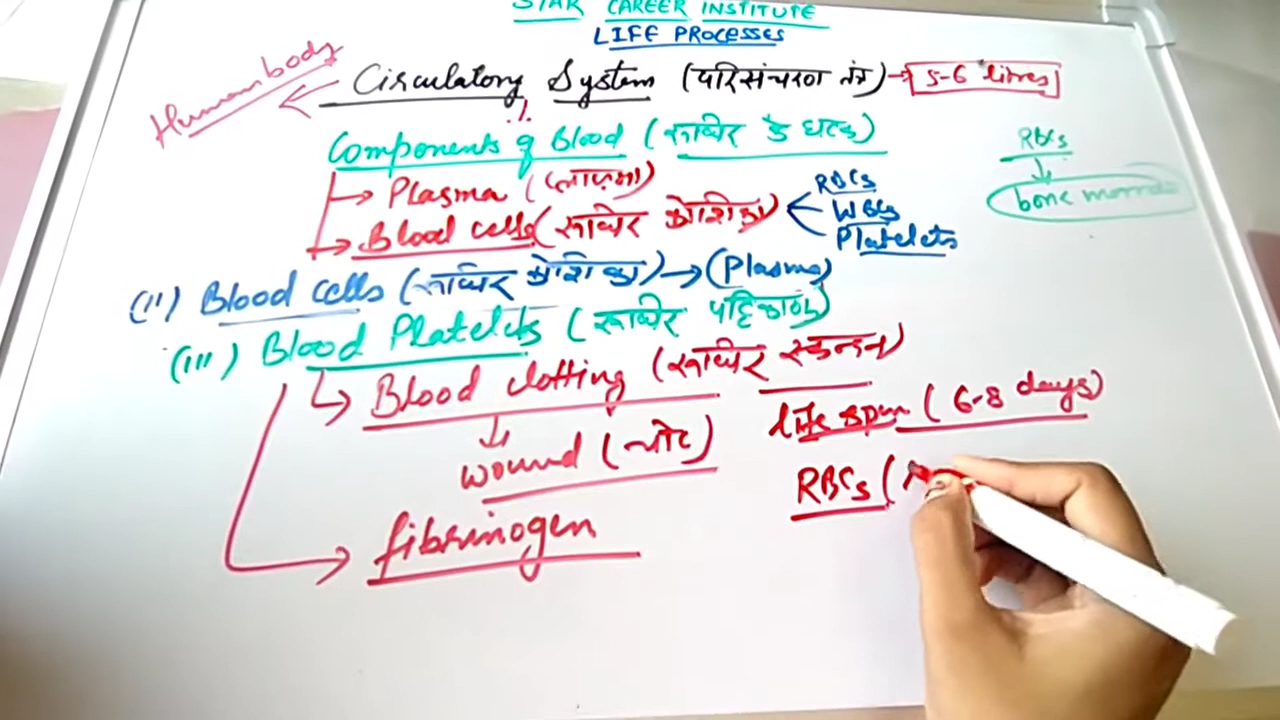 STAR CAREER INSTITUTE
LIFE PROCESSES
Human body
Circulatory System (परिसंचरण तंत्र) → 5-6 litres
Components of Blood (रूधिर के घटक)
→ Plasma (प्लाज़्मा)
→ Blood cells (रूधिर कोशिका)
RBCs
WBCs
Platelets
RBCs
bone marrow
(ii) Blood cells (रूधिर कोशिका) → (Plasma)
(iii) Blood Platelets (रूधिर पट्टिकाणु)
Blood clotting (रूधिर स्कन्दन)
wound (चोट)
fibrinogen
life span (6-8 days)
RBCs (